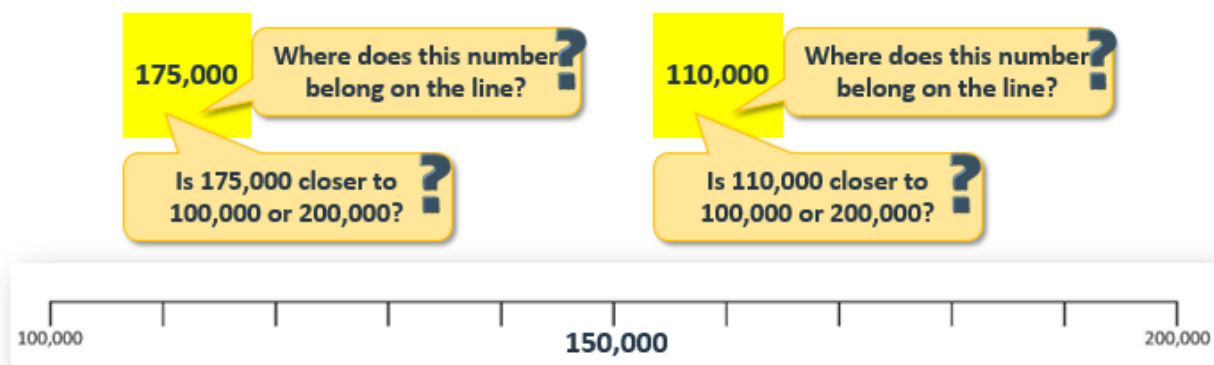 175,000
Where does this number
belong on the line?
?
110,000
Where does this number
belong on the line?
?
Is 175,000 closer to
100,000 or 200,000?
?
Is 110,000 closer to
100,000 or 200,000?
?
100,000
150,000
200,000